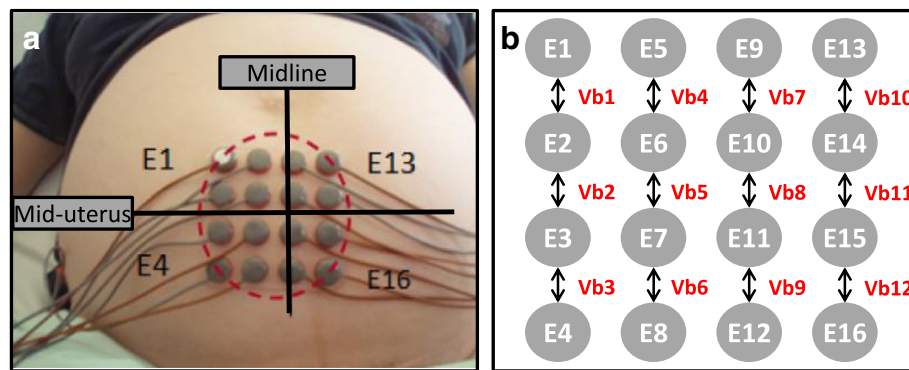 a
Midline
E1
E13
Mid-uterus
E4
E16
b
E1 E5 E9 E13
Vb1 Vb4 Vb7 Vb10
E2 E6 E10 E14
Vb2 Vb5 Vb8 Vb11
E3 E7 E11 E15
Vb3 Vb6 Vb9 Vb12
E4 E8 E12 E16